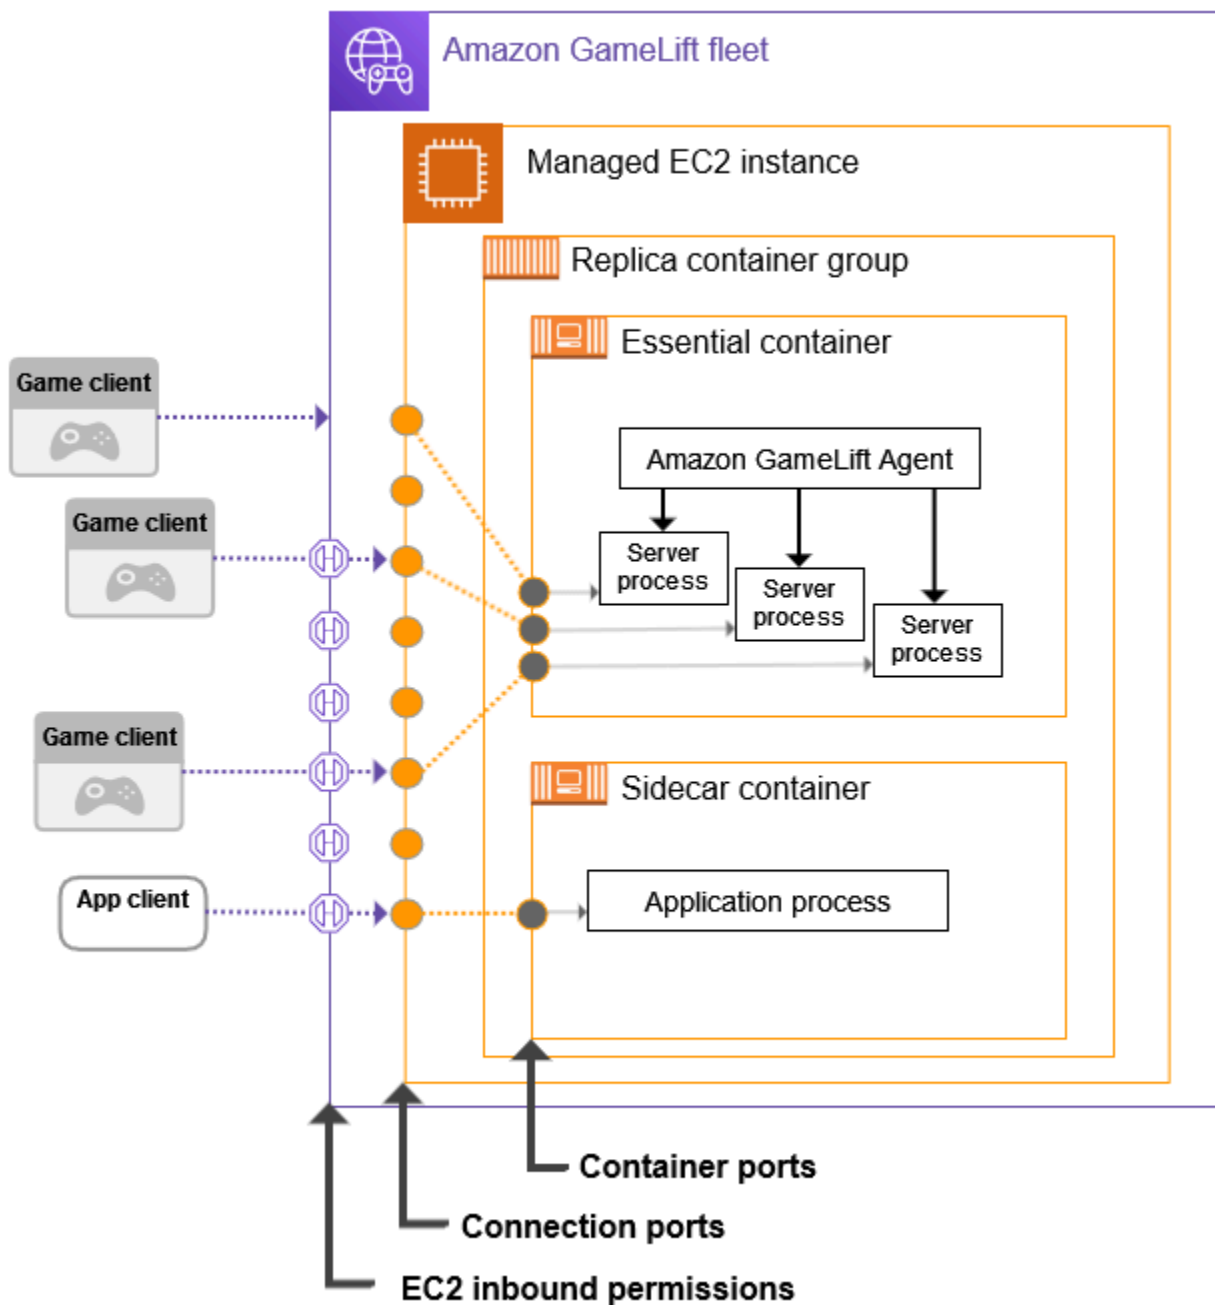 Amazon GameLift fleet
Managed EC2 instance
Replica container group
Essential container
Game client
Amazon GameLift Agent
Game client
Server
process
Server
process
Server
process
Game client
Sidecar container
App client
Application process
Container ports
Connection ports
EC2 inbound permissions